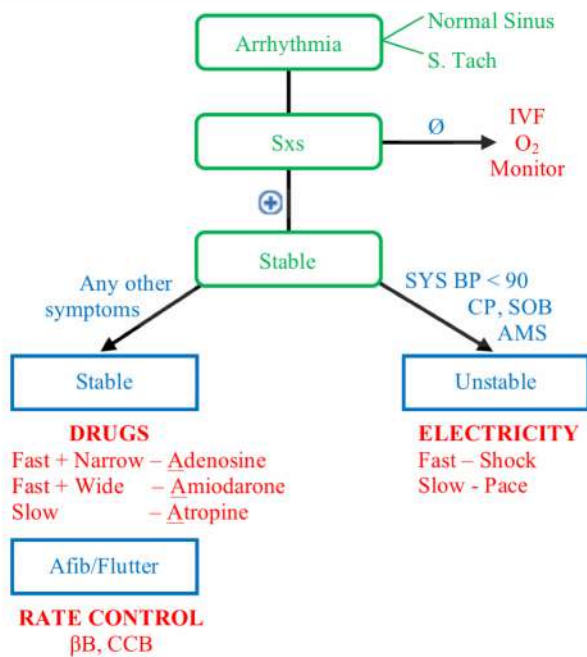 Arrhythmia
Normal Sinus
S. Tach
Sxs
Ø
IVF
O₂
Monitor
Stable
Any other
symptoms
SYS BP < 90
CP, SOB
AMS
Stable
Unstable
DRUGS
Fast + Narrow – Adenosine
Fast + Wide – Amiodarone
Slow – Atropine
ELECTRICITY
Fast – Shock
Slow - Pace
Afib/Flutter
RATE CONTROL
βB, CCB